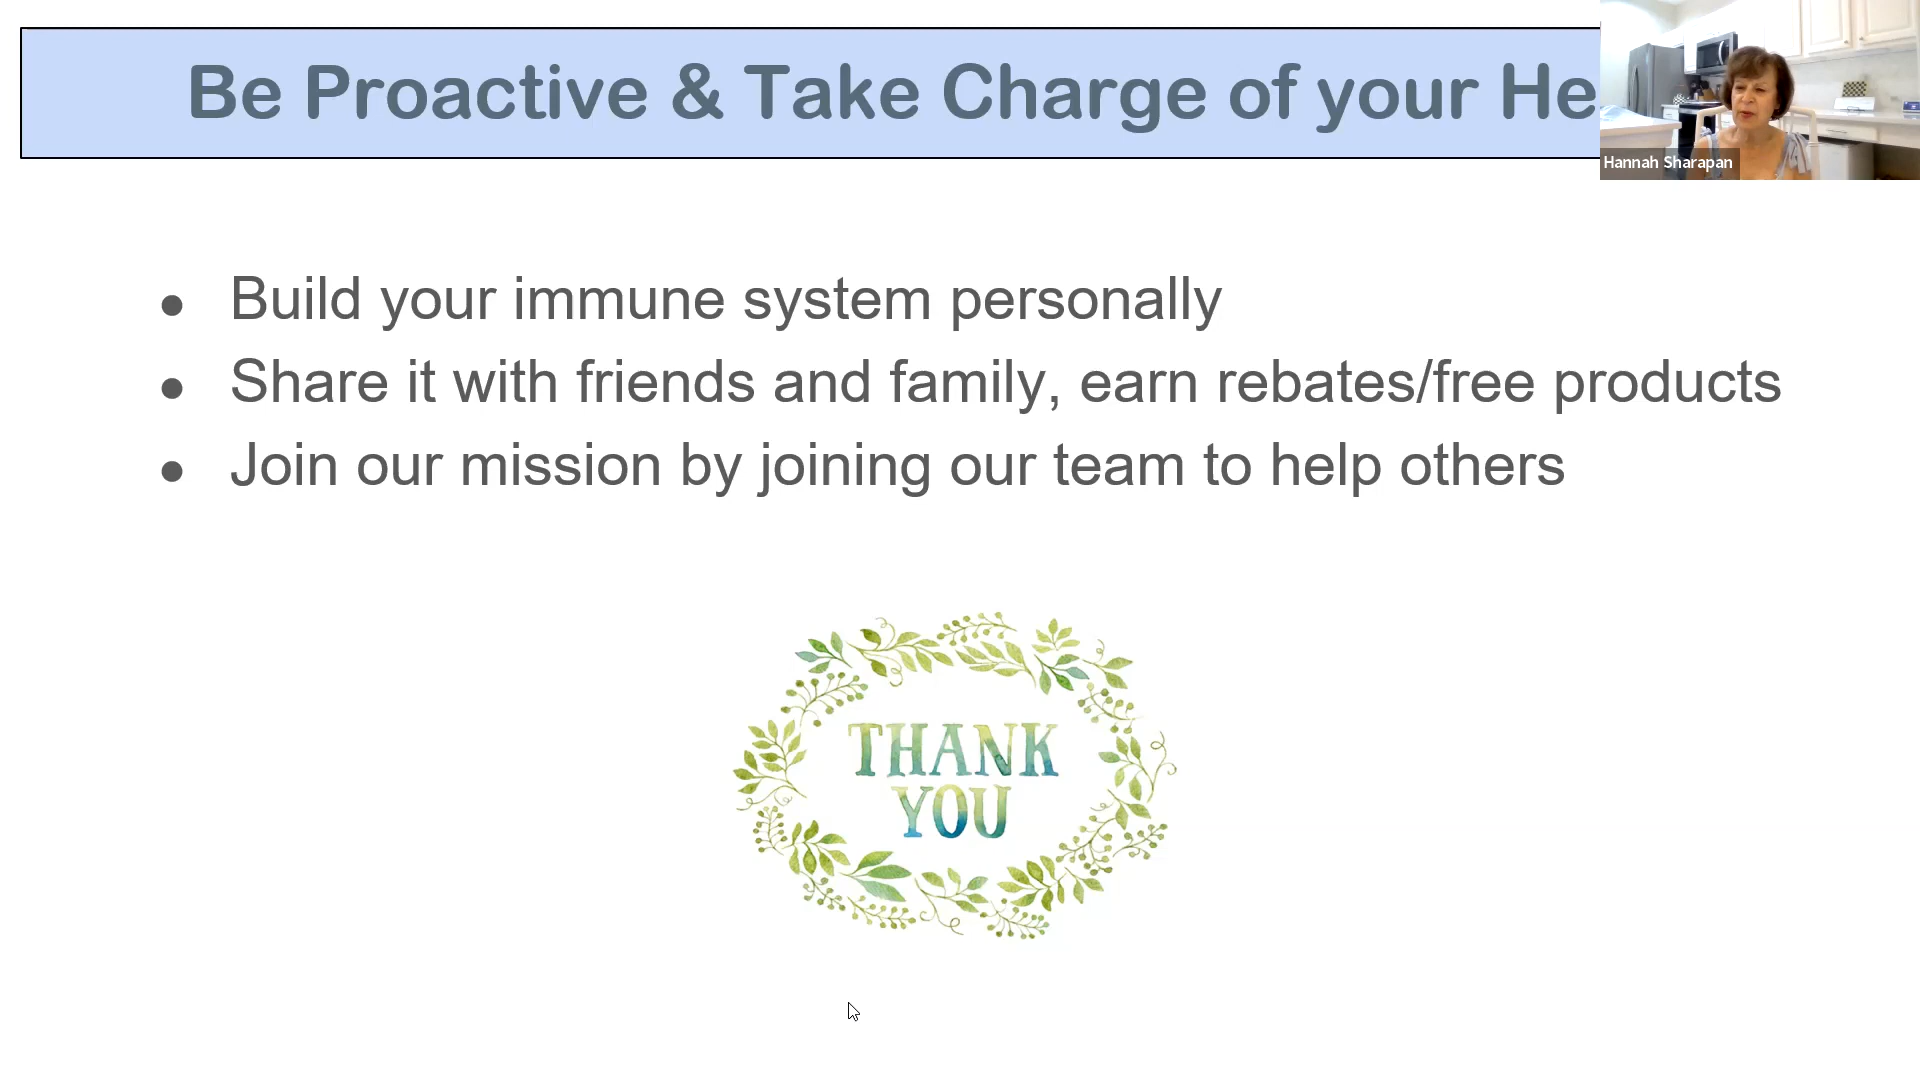 Be Proactive & Take Charge of your He
Hannah Sharapan
● Build your immune system personally
● Share it with friends and family, earn rebates/free products
● Join our mission by joining our team to help others
THANK
YOU